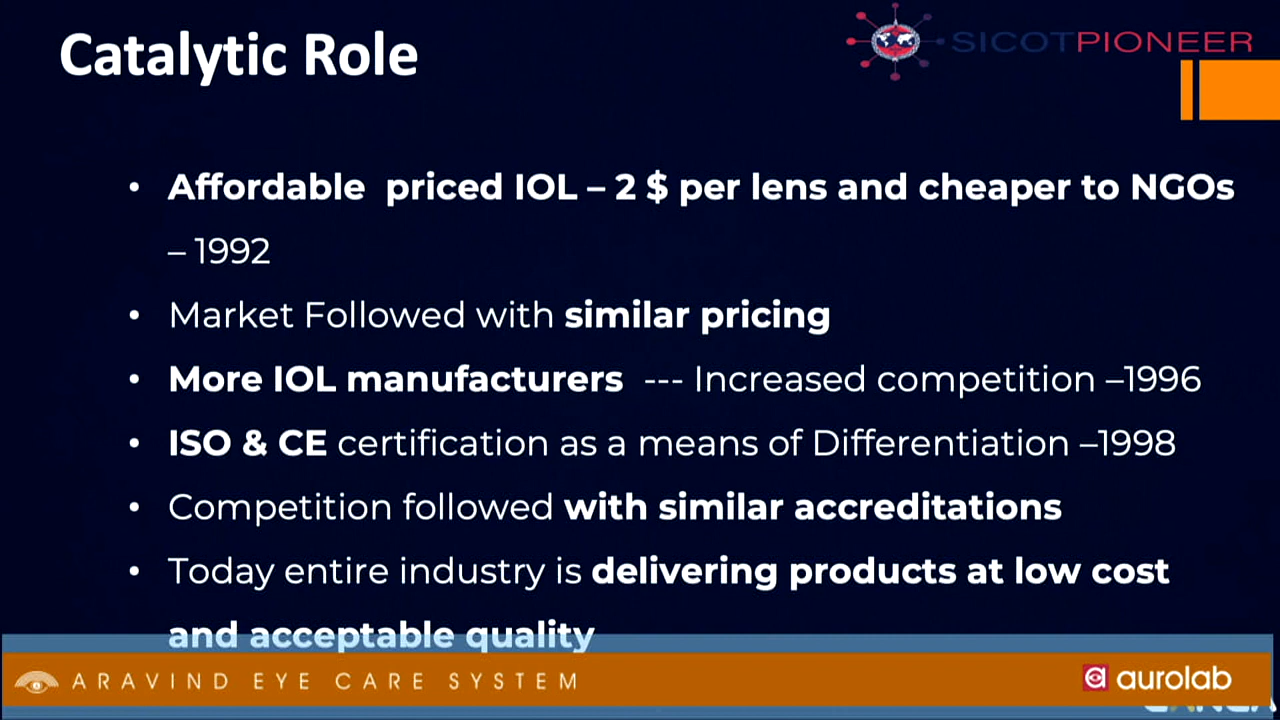 Catalytic Role
SICOTPIONEER
• Affordable priced IOL – 2 $ per lens and cheaper to NGOs
– 1992
• Market Followed with similar pricing
• More IOL manufacturers --- Increased competition –1996
• ISO & CE certification as a means of Differentiation –1998
• Competition followed with similar accreditations
• Today entire industry is delivering products at low cost
and acceptable quality
ARAVIND EYE CARE SYSTEM
aurolab